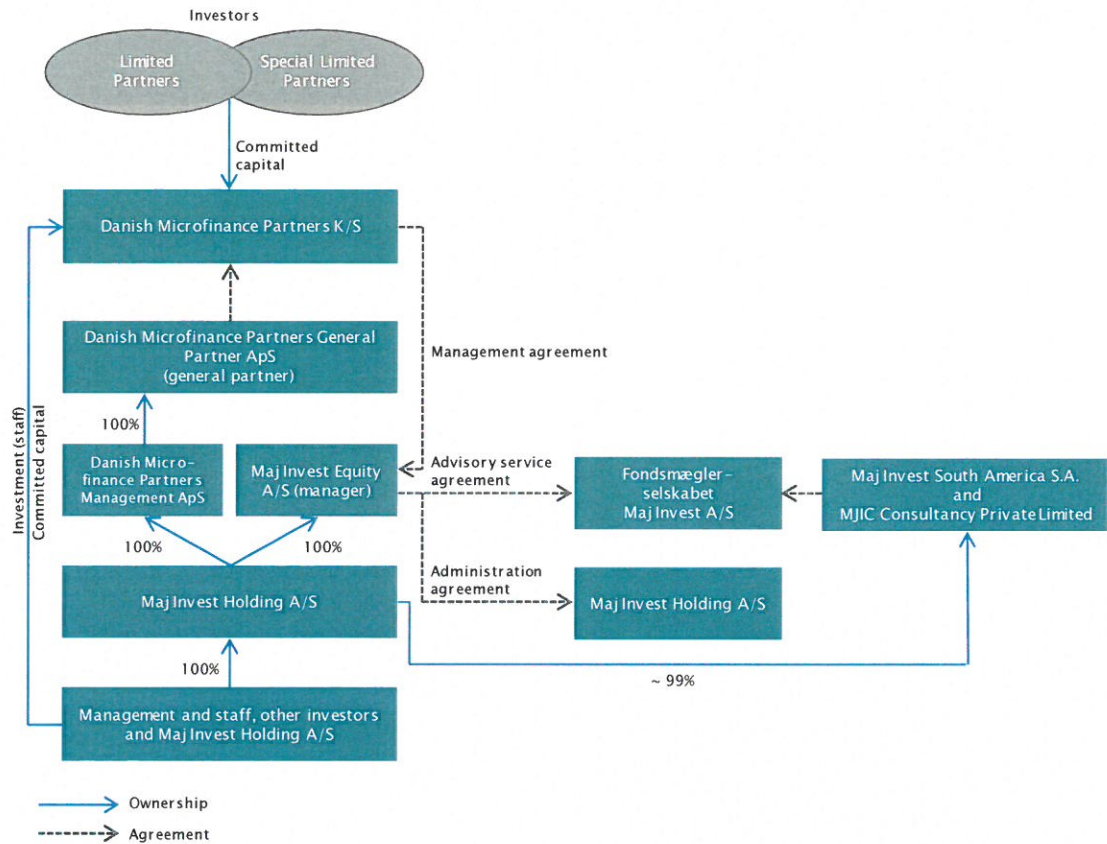 Investors
Limited
Partners
Special Limited
Partners
Committed
capital
Danish Microfinance Partners K/S
Danish Microfinance Partners General
Partner ApS
(general partner)
Management agreement
100%
Investment (staff)
Committed capital
Danish Micro-
finance Partners
Management ApS
Maj Invest Equity
A/S (manager)
Advisory service
agreement
Fondsmægler-
selskabet
Maj Invest A/S
Maj Invest South America S.A.
and
MJIC Consultancy Private Limited
100%
100%
Maj Invest Holding A/S
Administration
agreement
Maj Invest Holding A/S
100%
~ 99%
Management and staff, other investors
and Maj Invest Holding A/S
Ownership
Agreement